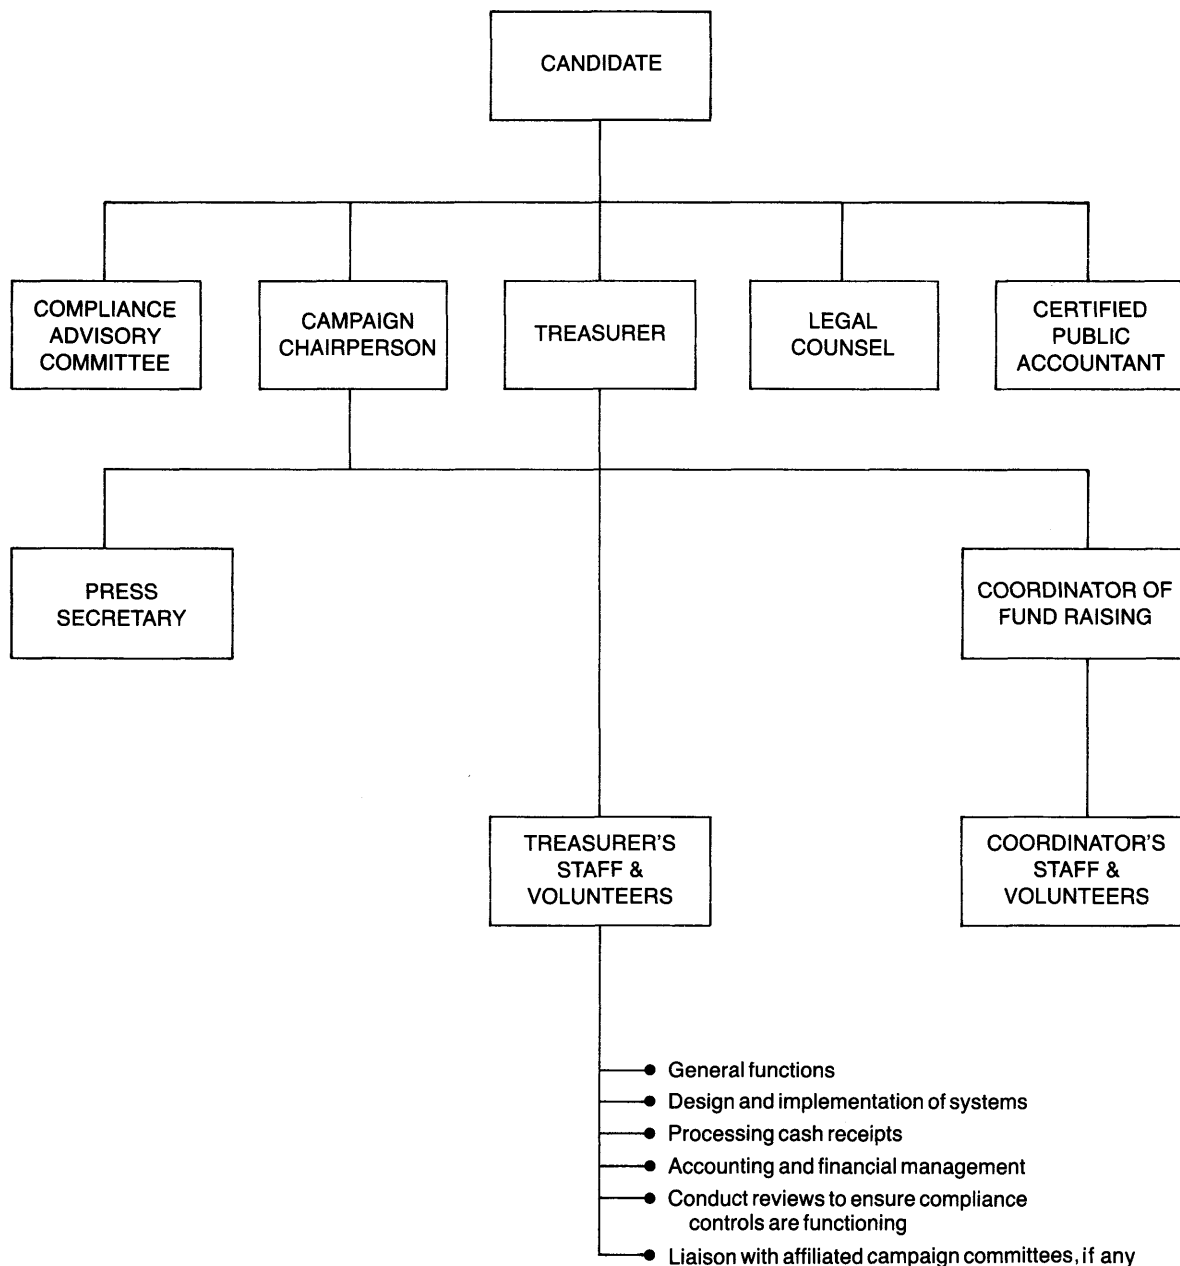 CANDIDATE
COMPLIANCE
ADVISORY
COMMITTEE
CAMPAIGN
CHAIRPERSON
TREASURER
LEGAL
COUNSEL
CERTIFIED
PUBLIC
ACCOUNTANT
PRESS
SECRETARY
COORDINATOR OF
FUND RAISING
TREASURER'S
STAFF &
VOLUNTEERS
COORDINATOR'S
STAFF &
VOLUNTEERS
General functions
Design and implementation of systems
Processing cash receipts
Accounting and financial management
Conduct reviews to ensure compliance
controls are functioning
Liaison with affiliated campaign committees, if any